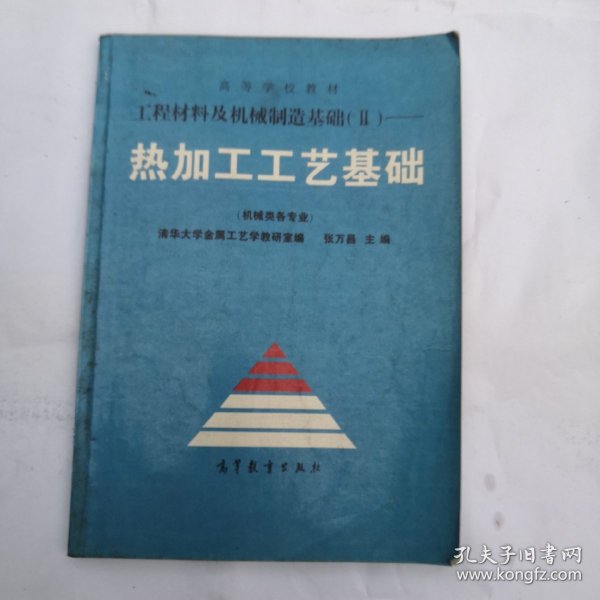 高等学校教材
工程材料及机械制造基础(Ⅱ)——
热加工工艺基础
(机械类各专业)
清华大学金属工艺学教研室编 张万昌 主编
高等教育出版社
孔夫子旧书网
www.kongfz.com